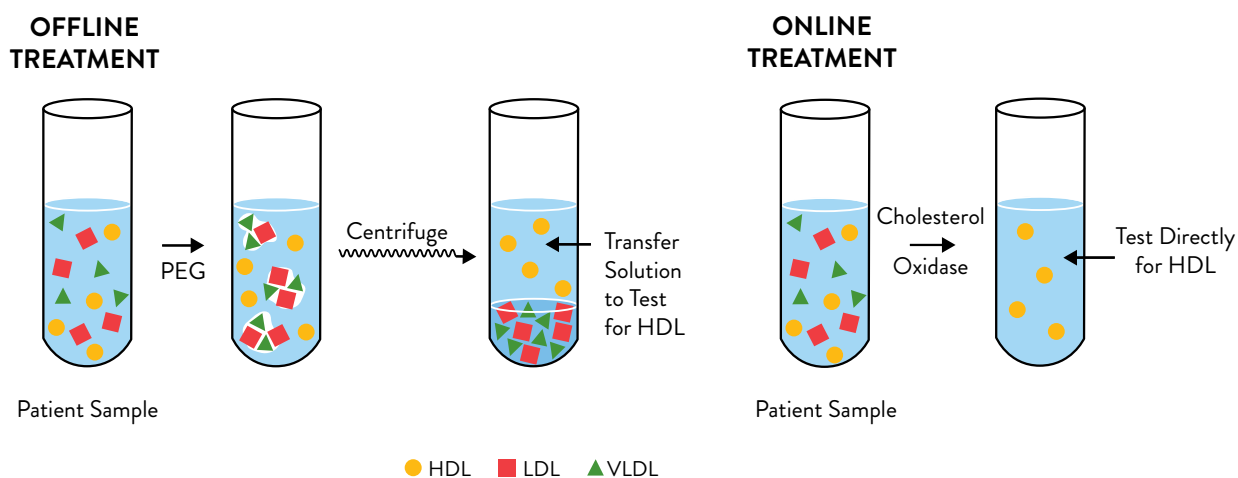 OFFLINE
TREATMENT
PEG
Centrifuge
Transfer
Solution
to Test
for HDL
Patient Sample
ONLINE
TREATMENT
Cholesterol
Oxidase
Test Directly
for HDL
Patient Sample
HDL
LDL
VLDL